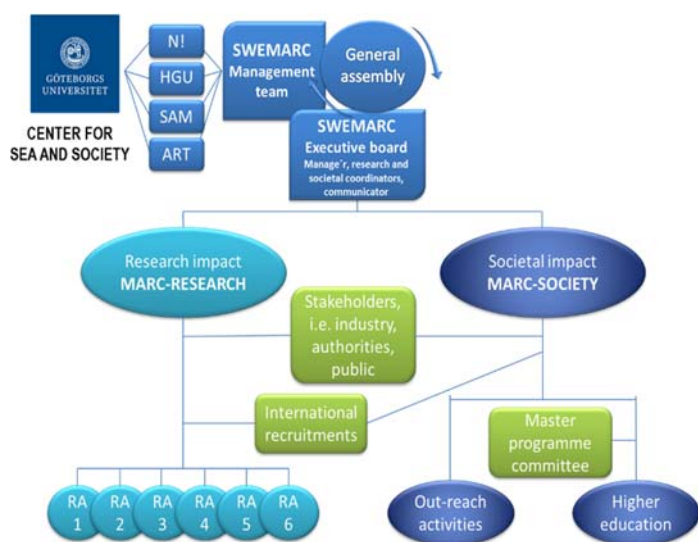 GÖTEBORGS
UNIVERSITET
CENTER FOR
SEA AND SOCIETY
N!
HGU
SAM
ART
SWEMARC
Management
team
General
assembly
SWEMARC
Executive board
Manage´r, research and
societal coordinators,
communicator
Research impact
MARC-RESEARCH
Societal impact
MARC-SOCIETY
Stakeholders,
i.e. industry,
authorities,
public
International
recruitments
Master
programme
committee
RA
1
RA
2
RA
3
RA
4
RA
5
RA
6
Out-reach
activities
Higher
education